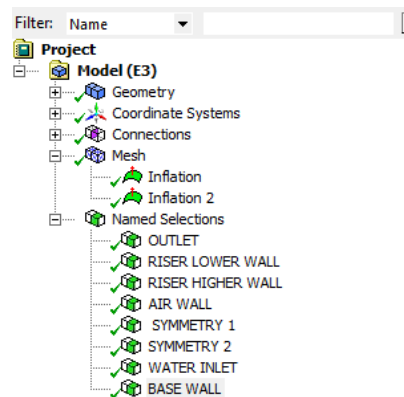 Filter: Name
Project
Model (E3)
Geometry
Coordinate Systems
Connections
Mesh
Inflation
Inflation 2
Named Selections
OUTLET
RISER LOWER WALL
RISER HIGHER WALL
AIR WALL
SYMMETRY 1
SYMMETRY 2
WATER INLET
BASE WALL